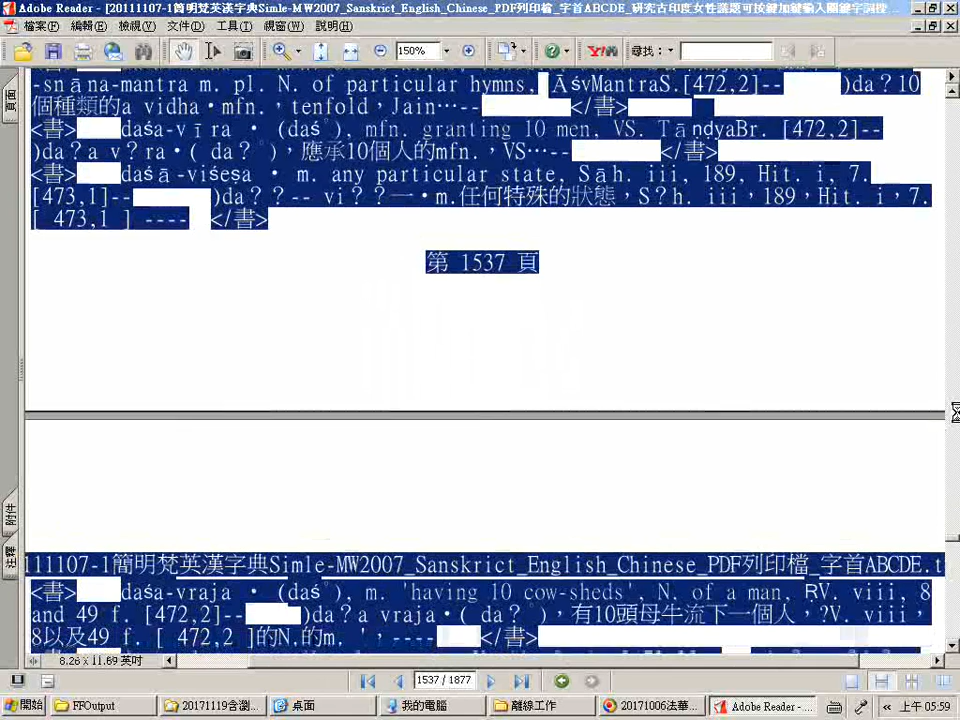 Adobe Reader - [20111107-1簡明梵英漢字典Simle-MW2007_Sanskrict_English_Chinese_PDF列印檔_字首ABCDE_研究古印度女性議題可按鍵加鍵輸入關鍵字詞搜...
檔案(F) 編輯(E) 檢視(V) 文件(D) 工具(T) 視窗(W) 說明(H)
150% Y! 尋找:
頁面
-snāna-mantra m. pl. N. of particular hymns, ĀśvMantraS.[472,2]-- )da？10
個種類的a vidha‧mfn.，tenfold，Jain…-- </書>
<書> daśa-vīra ‧ (daś°), mfn. granting 10 men, VS. TāṇḍyaBr. [472,2]--
)da？a v？ra‧( da？°)，應承10個人的mfn.，VS…-- </書>
<書> daśā-viśeṣa ‧ m. any particular state, Sāh. iii, 189, Hit. i, 7.
[473,1]-- )da？？-- vi？？一‧m.任何特殊的狀態，S？h. iii，189，Hit. i，7.
[ 473,1 ] ---- </書>
第 1537 頁
附件
注釋
111107-1簡明梵英漢字典Simle-MW2007_Sanskrict_English_Chinese_PDF列印檔_字首ABCDE.t
<書> daśa-vraja ‧ (daś°), m. 'having 10 cow-sheds', N. of a man, RV. viii, 8
and 49 f. [472,2]-- )da？a vraja‧( da？°)，有10頭母牛流下一個人，?V. viii，
8以及49 f. [ 472,2 ]的N.的m. '，---- </書>
8.26 x 11.69 英吋
1537 / 1877
開始 FFOutput 20171119含瀏... 桌面 我的電腦 離線工作 20171006法華... Adobe Reader - [... « 上午 05:59